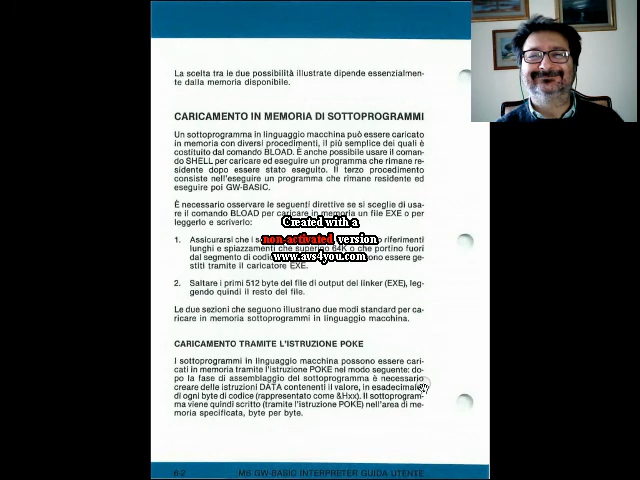 La scelta tra le due possibilità illustrate dipende essenzialmen-
te dalla memoria disponibile.
CARICAMENTO IN MEMORIA DI SOTTOPROGRAMMI
Un sottoprogramma in linguaggio macchina può essere caricato
in memoria con diversi procedimenti, il più semplice dei quali è
costituito dal comando BLOAD. È anche possibile usare il coman-
do SHELL per caricare ed eseguire un programma che rimane re-
sidente dopo essere stato eseguito. Il terzo procedimento
consiste nell'eseguire un programma che rimane residente ed
eseguire poi GW-BASIC.
È necessario osservare le seguenti direttive se si sceglie di usa-
re il comando BLOAD per caricare in memoria un file EXE o per
leggerlo e scriverlo:
Created with a
non-activated version
www.avs4you.com
1. Assicurarsi che i riferimenti
lunghi e spiazzamenti che superino 64K o che portino fuori
dal segmento di essere ge-
stiti tramite il caricatore EXE.
2. Saltare i primi 512 byte del file di output del linker (EXE), leg-
gendo quindi il resto del file.
Le due sezioni che seguono illustrano due modi standard per ca-
ricare in memoria sottoprogrammi in linguaggio macchina.
CARICAMENTO TRAMITE L'ISTRUZIONE POKE
I sottoprogrammi in linguaggio macchina possono essere cari-
cati in memoria tramite l'istruzione POKE nel modo seguente: do-
po la fase di assemblaggio del sottoprogramma è necessario
creare delle istruzioni DATA contenenti il valore, in esadecimale,
di ogni byte di codice (rappresentato come &Hxx). Il sottoprogram-
ma viene quindi scritto (tramite l'istruzione POKE) nell'area di me-
moria specificata, byte per byte.
8-2 MS GW-BASIC INTERPRETER GUIDA UTENTE